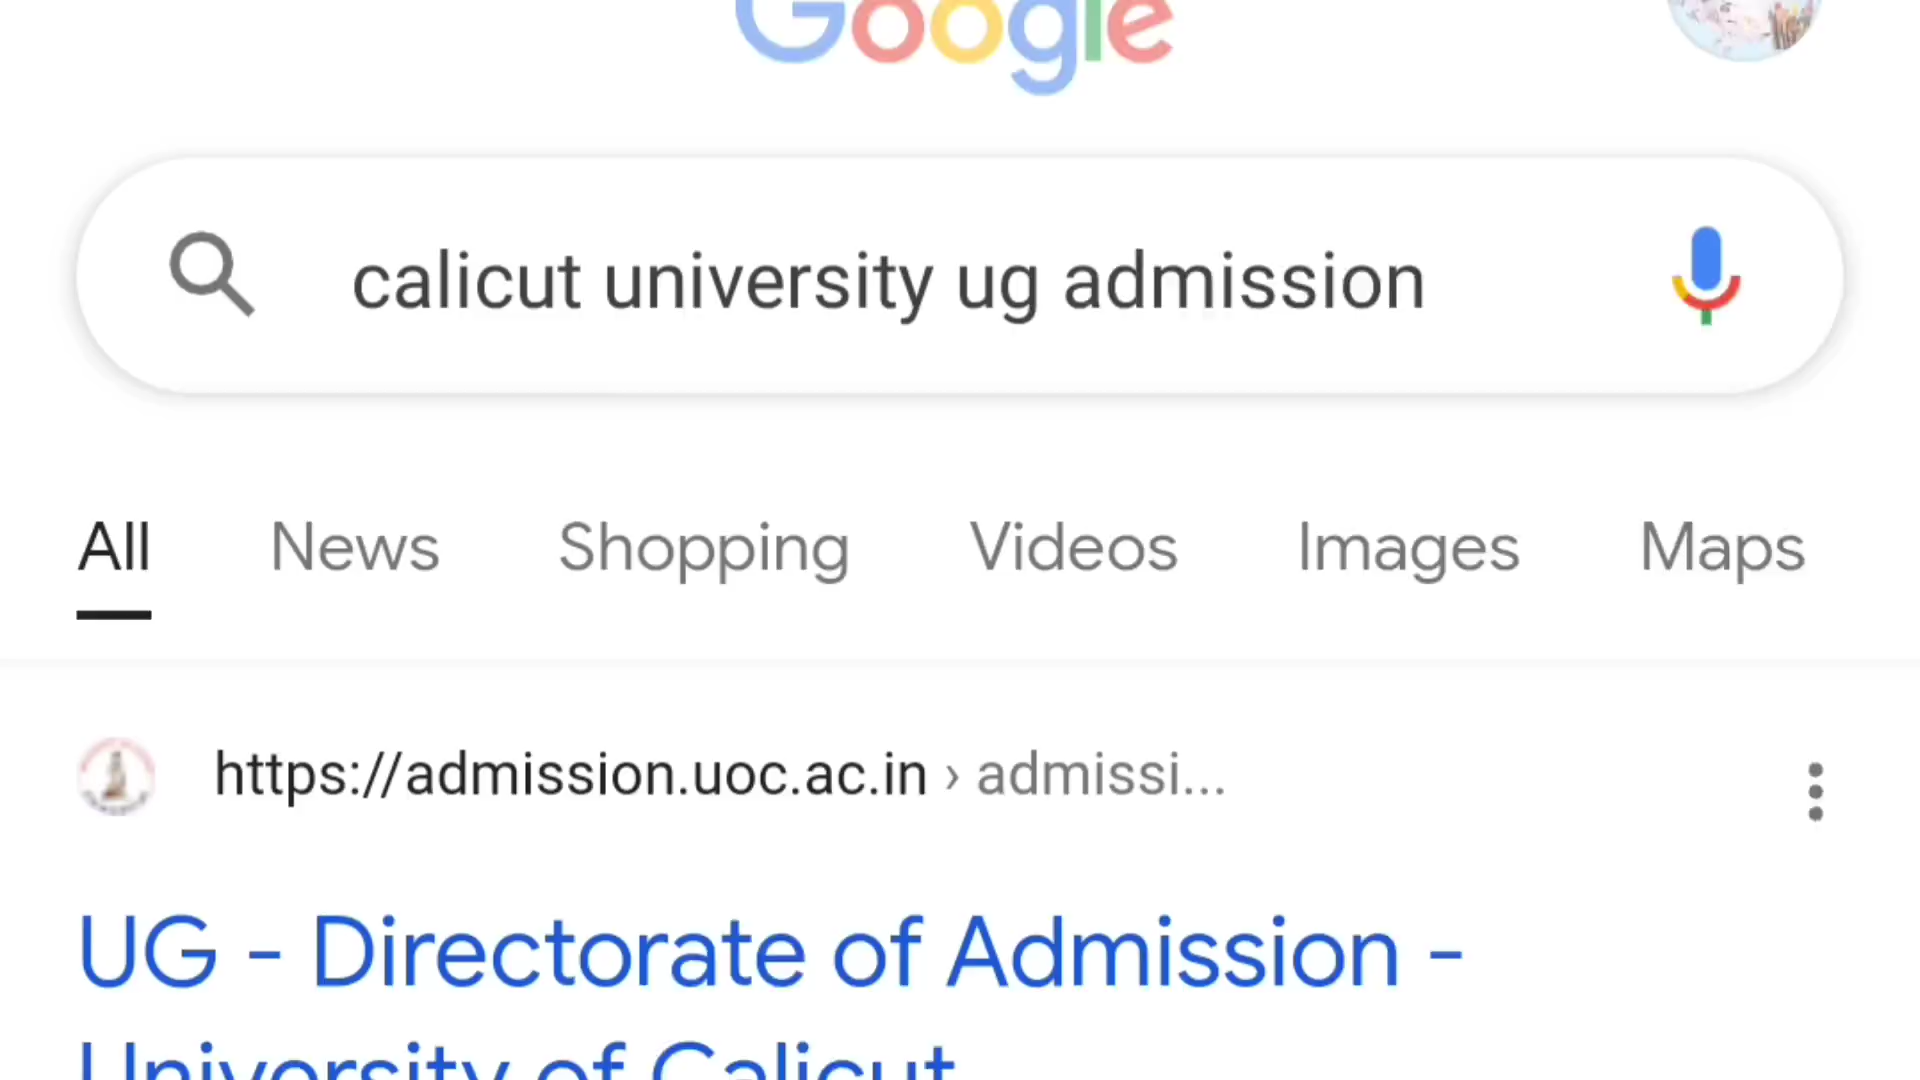 Google
calicut university ug admission
All News Shopping Videos Images Maps
https://admission.uoc.ac.in › admissi...
UG - Directorate of Admission -
University of Calicut